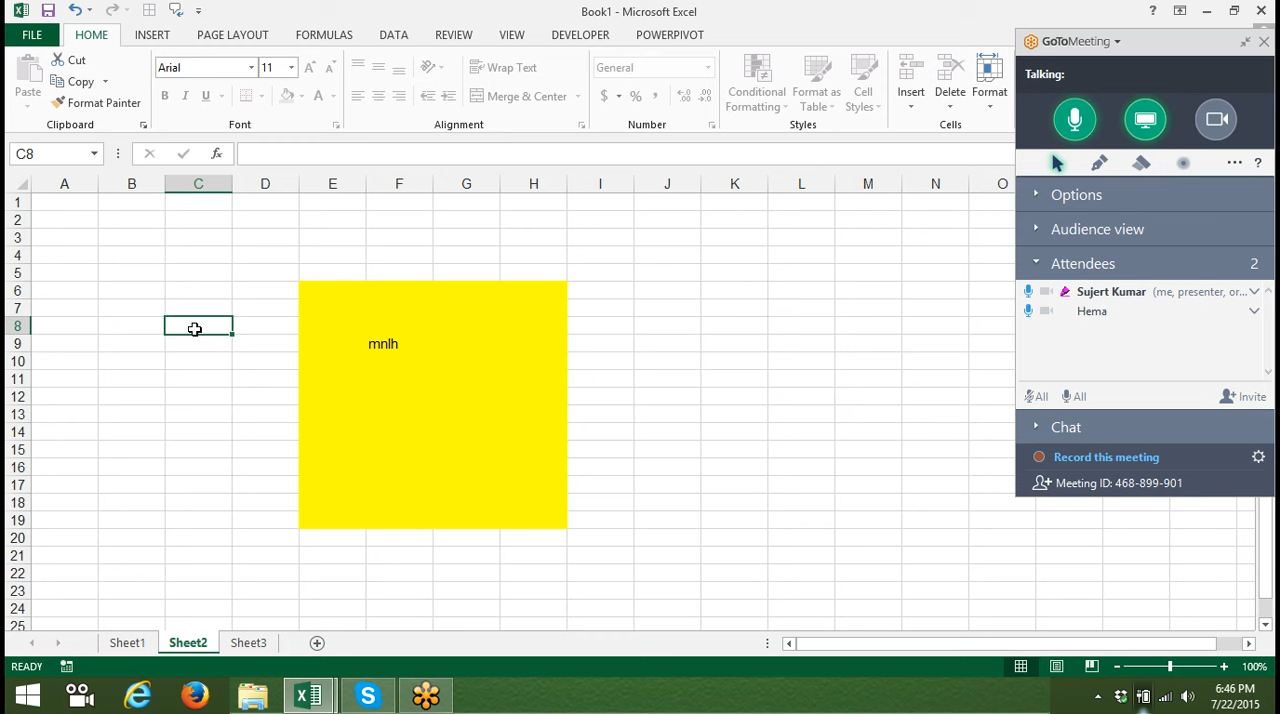 Book1 - Microsoft Excel
?
FILE HOME INSERT PAGE LAYOUT FORMULAS DATA REVIEW VIEW DEVELOPER POWERPIVOT
Paste
Cut
Copy
Format Painter
Clipboard
Arial 11
B I U
Font
Wrap Text
Merge & Center
Alignment
General
$ % ,
Number
Conditional Formatting
Format as Table
Cell Styles
Styles
Insert Delete Format
Cells
C8
fx
A B C D E F G H I J K L M N O
1
2
3
4
5
6
7
8
9 mnlh
10
11
12
13
14
15
16
17
18
19
20
21
22
23
24
25
Sheet1 Sheet2 Sheet3
READY
100%
GoToMeeting
Talking:
?
Options
Audience view
Attendees 2
Sujert Kumar (me, presenter, or...
Hema
All All Invite
Chat
Record this meeting
Meeting ID: 468-899-901
6:46 PM
7/22/2015